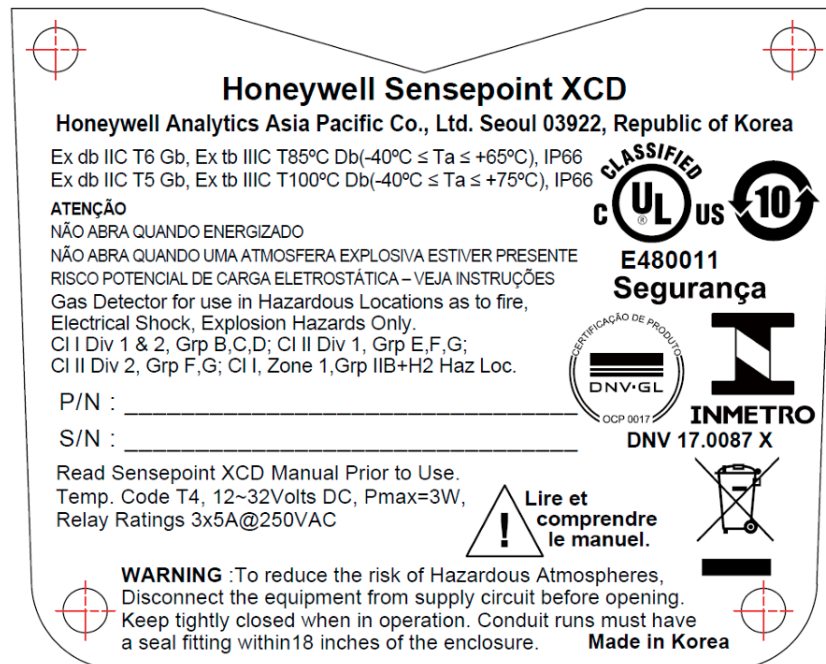 Honeywell Sensepoint XCD
Honeywell Analytics Asia Pacific Co., Ltd. Seoul 03922, Republic of Korea
Ex db IIC T6 Gb, Ex tb IIIC T85ºC Db(-40ºC ≤ Ta ≤ +65ºC), IP66
Ex db IIC T5 Gb, Ex tb IIIC T100ºC Db(-40ºC ≤ Ta ≤ +75ºC), IP66
ATENÇÃO
NÃO ABRA QUANDO ENERGIZADO
NÃO ABRA QUANDO UMA ATMOSFERA EXPLOSIVA ESTIVER PRESENTE
RISCO POTENCIAL DE CARGA ELETROSTÁTICA – VEJA INSTRUÇÕES
Gas Detector for use in Hazardous Locations as to fire,
Electrical Shock, Explosion Hazards Only.
CI I Div 1 & 2, Grp B,C,D; CI II Div 1, Grp E,F,G;
CI II Div 2, Grp F,G; CI I, Zone 1,Grp IIB+H2 Haz Loc.
CLASSIFIED
C UL ® US
10
E480011
Segurança
CERTIFICAÇÃO DE PRODUTO
DNV·GL
OCP 0017
INMETRO
DNV 17.0087 X
P/N : ___________________________________
S/N : ___________________________________
Read Sensepoint XCD Manual Prior to Use.
Temp. Code T4, 12~32Volts DC, Pmax=3W,
Relay Ratings 3x5A@250VAC
!
Lire et
comprendre
le manuel.
WARNING :To reduce the risk of Hazardous Atmospheres,
Disconnect the equipment from supply circuit before opening.
Keep tightly closed when in operation. Conduit runs must have
a seal fitting within18 inches of the enclosure.
Made in Korea